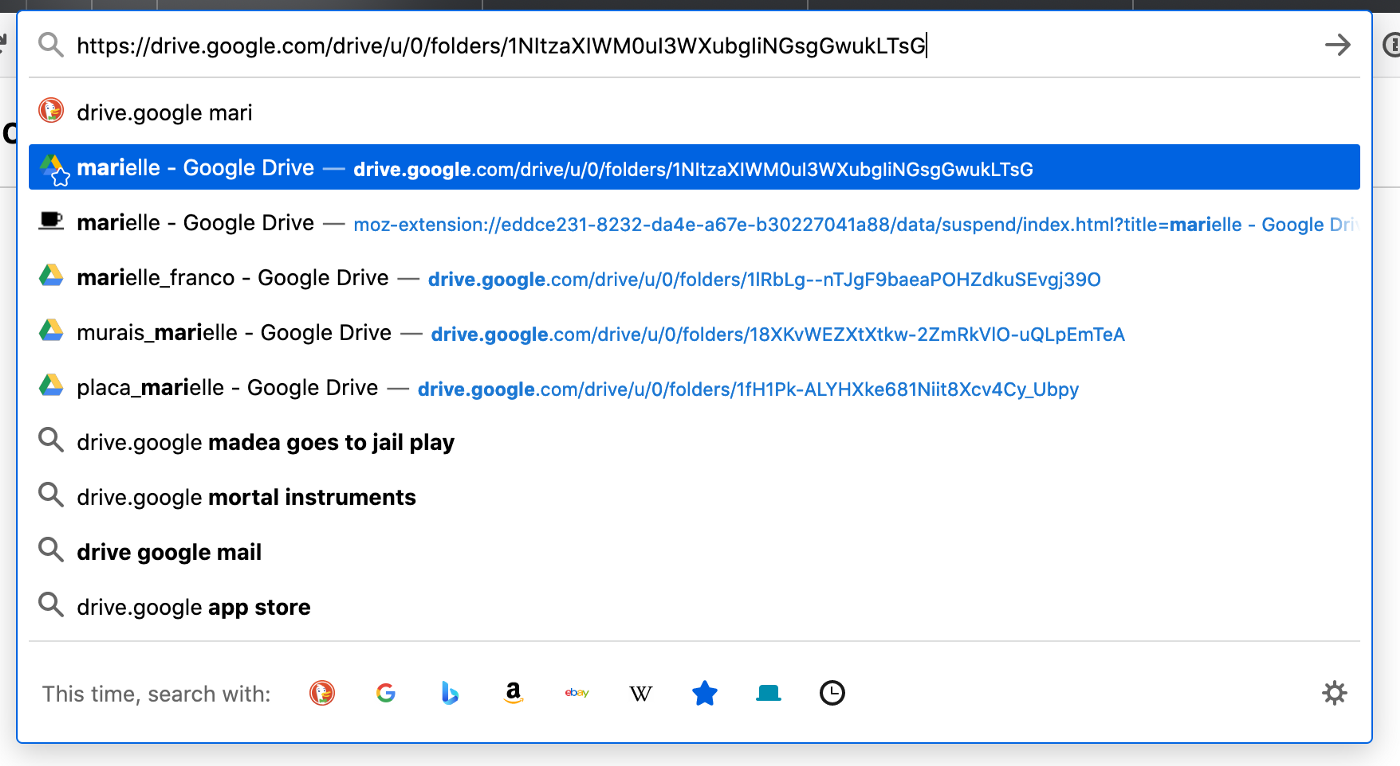 https://drive.google.com/drive/u/0/folders/1NItzaXlWM0uI3WXubgIiNGsgGwukLTsG
drive.google mari
marielle - Google Drive — drive.google.com/drive/u/0/folders/1NItzaXlWM0uI3WXubgIiNGsgGwukLTsG
marielle - Google Drive — moz-extension://eddce231-8232-da4e-a67e-b30227041a88/data/suspend/index.html?title=marielle - Google Driv
marielle_franco - Google Drive — drive.google.com/drive/u/0/folders/1lRbLg--nTJgF9baeaPOHZdkuSEvgj39O
murais_marielle - Google Drive — drive.google.com/drive/u/0/folders/18XKvWEZXtXtkw-2ZmRkVlO-uQLpEmTeA
placa_marielle - Google Drive — drive.google.com/drive/u/0/folders/1fH1Pk-ALYHXke681Niit8Xcv4Cy_Ubpy
drive.google madea goes to jail play
drive.google mortal instruments
drive google mail
drive.google app store
This time, search with: a ebay W